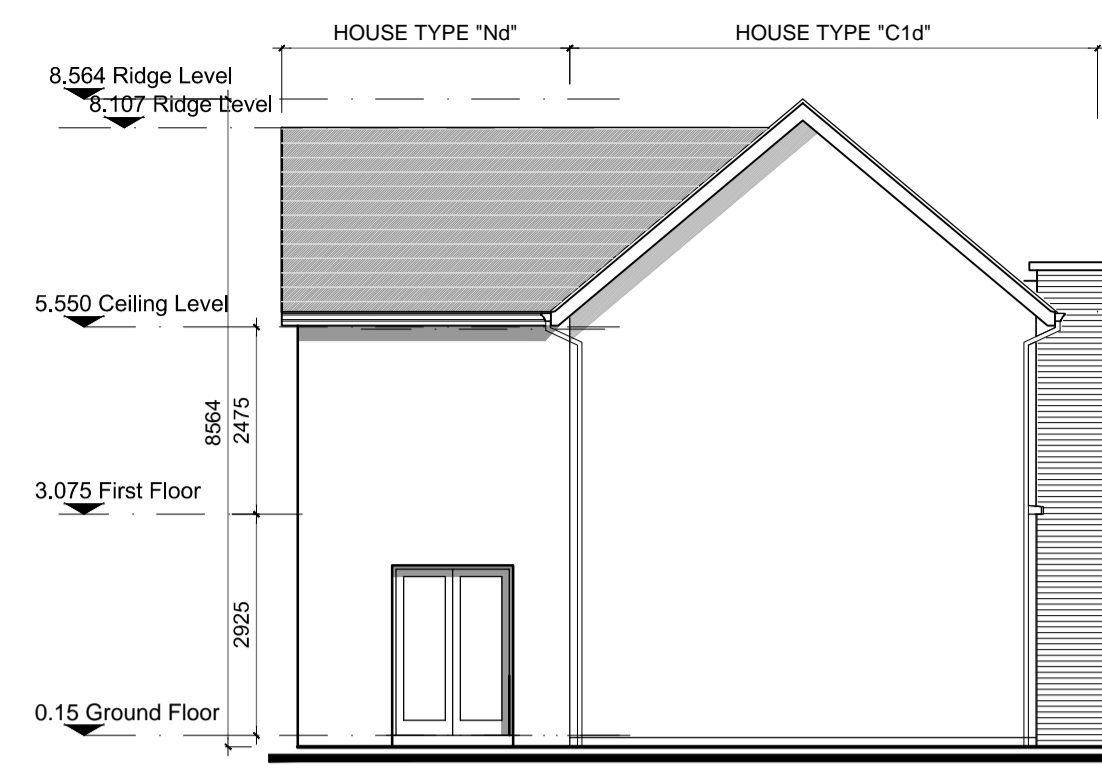 HOUSE TYPE "Nd"
HOUSE TYPE "C1d"
8.564 Ridge Level
8.107 Ridge Level
5.550 Ceiling Level
8564
2475
3.075 First Floor
2925
0.15 Ground Floor